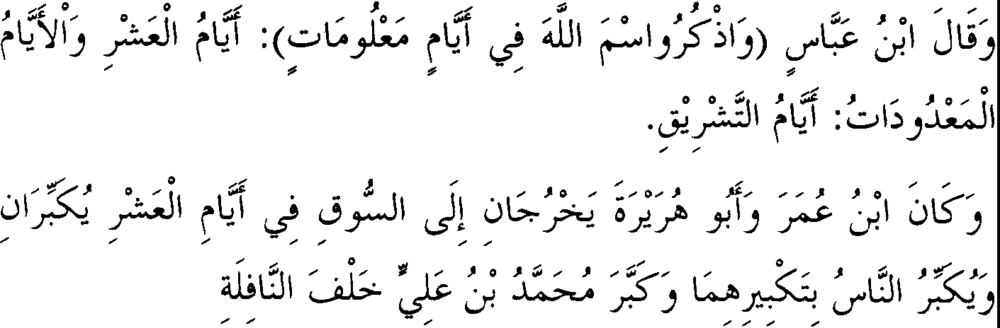 وَقَالَ ابْنُ عَبَّاسٍ (وَاذْكُرُواسْمَ اللَّهَ فِي أَيَّامٍ مَعْلُومَاتٍ): أَيَّامُ الْعَشْرِ وَالْأَيَّامُ
الْمَعْدُودَاتُ: أَيَّامُ التَّشْرِيْقِ.
وَكَانَ ابْنُ عُمَرَ وَأَبُو هُرَيْرَةَ يَخْرُجَانِ إِلَى السُّوقِ فِي أَيَّامِ الْعَشْرِ يُكَبِّرَانِ
وَيُكَبِّرُ النَّاسُ بِتَكْبِيرِهِمَا وَكَبَّرَ مُحَمَّدُ بْنُ عَلِيٍّ خَلْفَ النَّافِلَةِ